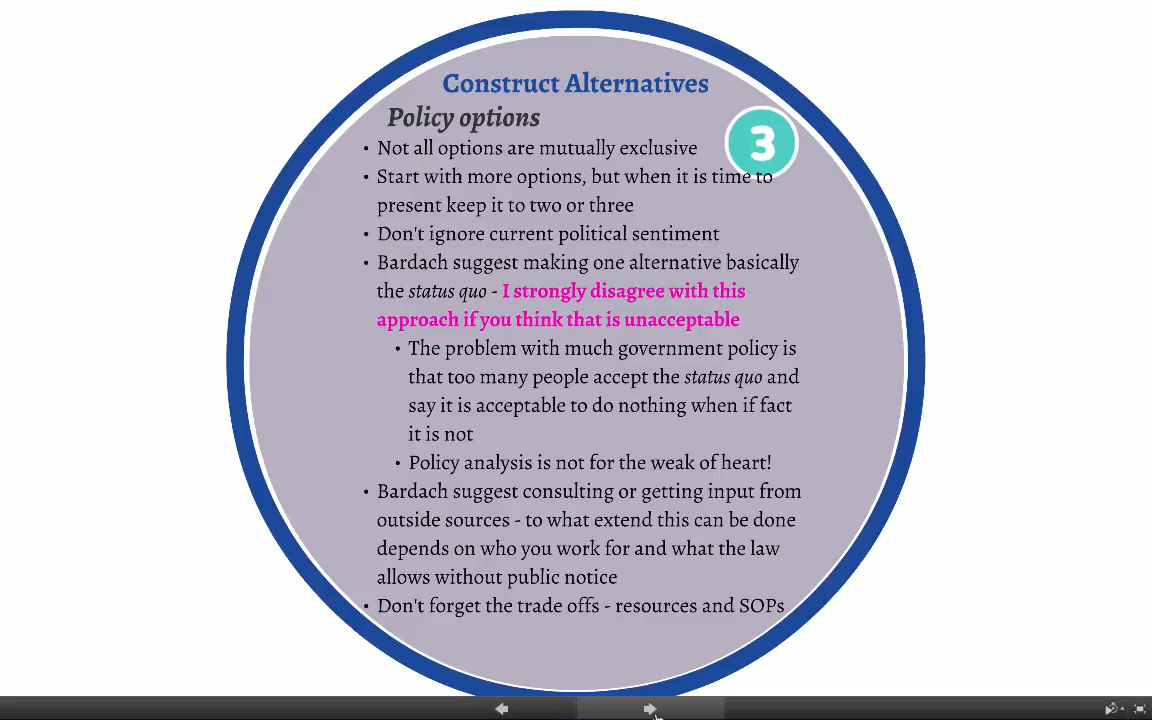 Construct Alternatives
Policy options
3
• Not all options are mutually exclusive
• Start with more options, but when it is time to
present keep it to two or three
• Don't ignore current political sentiment
• Bardach suggest making one alternative basically
the status quo - I strongly disagree with this
approach if you think that is unacceptable
• The problem with much government policy is
that too many people accept the status quo and
say it is acceptable to do nothing when if fact
it is not
• Policy analysis is not for the weak of heart!
• Bardach suggest consulting or getting input from
outside sources - to what extend this can be done
depends on who you work for and what the law
allows without public notice
• Don't forget the trade offs - resources and SOPs